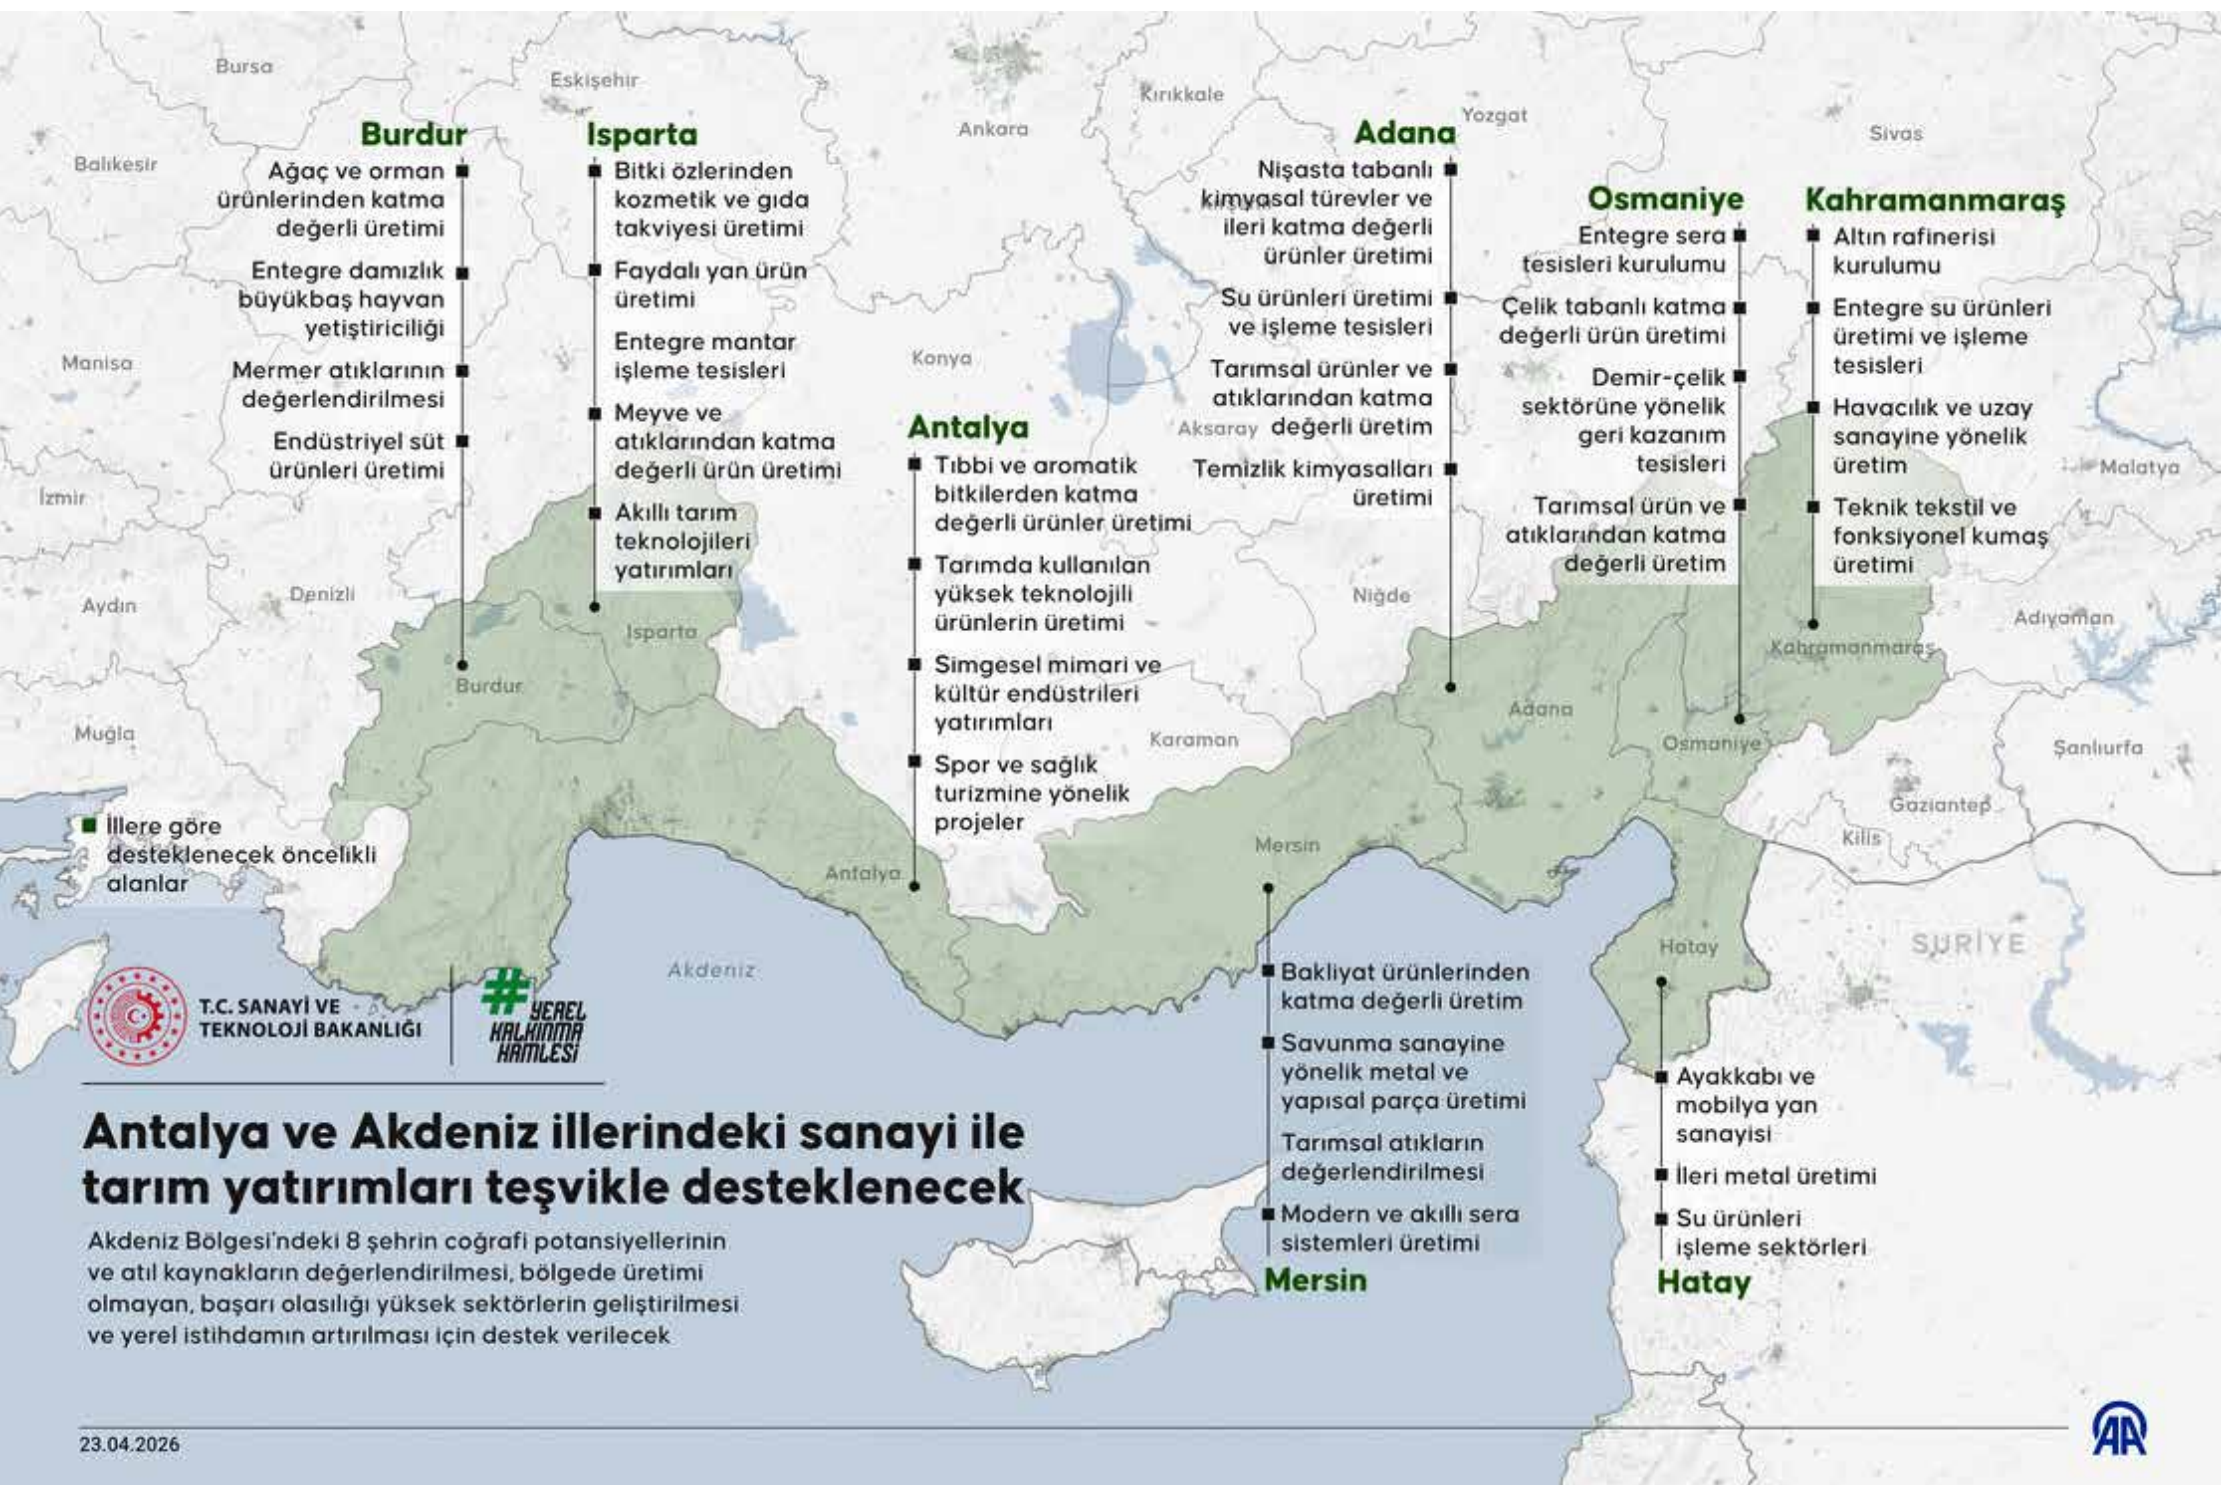 Bursa
Eskişehir
Ankara
Kırıkkale
Yozgat
Sivas
Balıkesir
Manisa
İzmir
Aydın
Denizli
Muğla
Konya
Aksaray
Niğde
Karaman
Malatya
Adıyaman
Şanlıurfa
Gaziantep
Kilis
SURİYE
Akdeniz
Isparta
Burdur
Antalya
Mersin
Adana
Osmaniye
Kahramanmaraş
Hatay
Burdur
Ağaç ve orman
ürünlerinden katma
değerli üretimi
Entegre damızlık
büyükbaş hayvan
yetiştiriciliği
Mermer atıklarının
değerlendirilmesi
Endüstriyel süt
ürünleri üretimi
Isparta
Bitki özlerinden
kozmetik ve gıda
takviyesi üretimi
Faydalı yan ürün
üretimi
Entegre mantar
işleme tesisleri
Meyve ve
atıklarından katma
değerli ürün üretimi
Akıllı tarım
teknolojileri
yatırımları
Antalya
Tıbbi ve aromatik
bitkilerden katma
değerli ürünler üretimi
Tarımda kullanılan
yüksek teknolojili
ürünlerin üretimi
Simgesel mimari ve
kültür endüstrileri
yatırımları
Spor ve sağlık
turizmine yönelik
projeler
Adana
Nişasta tabanlı
kimyasal türevler ve
ileri katma değerli
ürünler üretimi
Su ürünleri üretimi
ve işleme tesisleri
Tarımsal ürünler ve
atıklarından katma
değerli üretim
Temizlik kimyasalları
üretimi
Osmaniye
Entegre sera
tesisleri kurulumu
Çelik tabanlı katma
değerli ürün üretimi
Demir-çelik
sektörüne yönelik
geri kazanım
tesisleri
Tarımsal ürün ve
atıklarından katma
değerli üretim
Kahramanmaraş
Altın rafinerisi
kurulumu
Entegre su ürünleri
üretimi ve işleme
tesisleri
Havacılık ve uzay
sanayine yönelik
üretim
Teknik tekstil ve
fonksiyonel kumaş
üretimi
Bakliyat ürünlerinden
katma değerli üretim
Savunma sanayine
yönelik metal ve
yapısal parça üretimi
Tarımsal atıkların
değerlendirilmesi
Modern ve akıllı sera
sistemleri üretimi
Mersin
Ayakkabı ve
mobilya yan
sanayisi
İleri metal üretimi
Su ürünleri
işleme sektörleri
Hatay
İllere göre
desteklenecek öncelikli
alanlar
T.C. SANAYİ VE
TEKNOLOJİ BAKANLIĞI
#YEREL
KALKINMA
HAMLESİ
Antalya ve Akdeniz illerindeki sanayi ile
tarım yatırımları teşvikle desteklenecek
Akdeniz Bölgesi'ndeki 8 şehrin coğrafi potansiyellerinin
ve atıl kaynakların değerlendirilmesi, bölgede üretimi
olmayan, başarı olasılığı yüksek sektörlerin geliştirilmesi
ve yerel istihdamın artırılması için destek verilecek
23.04.2026
AA